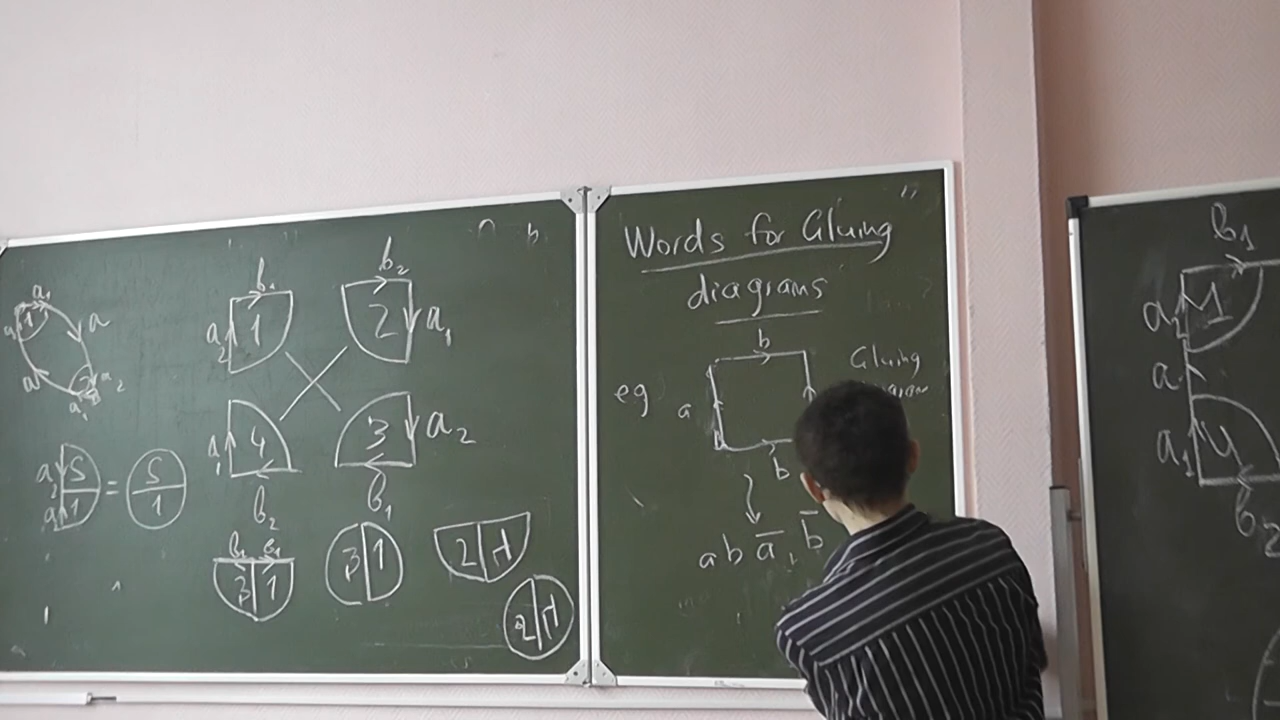 a₁
a₁ 1 a
a a₂
a₁
b₁ b₂
a₂ 1 2 a₁
a₁ 4 3 a₂
b₂ b₁
a₂ 5 = 5
a₁ 1 1
b₁ b₁
3 1 3 1 2
2
Words for Gluing
diagrams
b
eg a Gluing
b
a b a̅ b̅
b₁
a₂ 1
a
a₁ 4
b₂